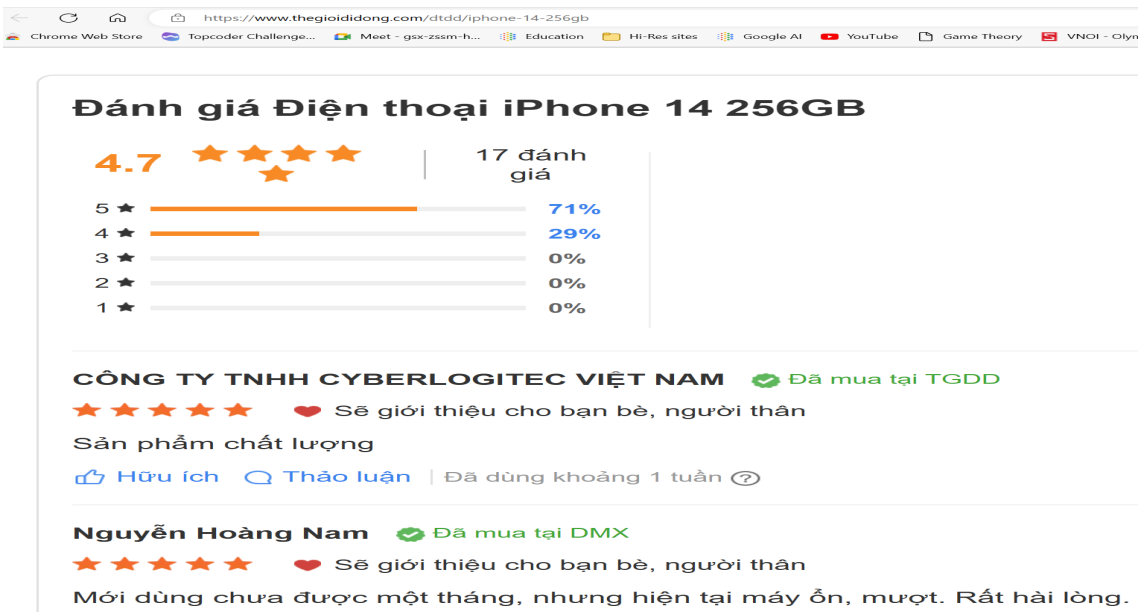 https://www.thegioididong.com/dtdd/iphone-14-256gb
Chrome Web Store Topcoder Challenge... Meet - gsx-zssm-h... Education Hi-Res sites Google AI YouTube Game Theory VNOI - Olyn
Đánh giá Điện thoại iPhone 14 256GB
4.7 17 đánh giá
5 71%
4 29%
3 0%
2 0%
1 0%
CÔNG TY TNHH CYBERLOGITEC VIỆT NAM Đã mua tại TGDD
Sẽ giới thiệu cho bạn bè, người thân
Sản phẩm chất lượng
Hữu ích Thảo luận Đã dùng khoảng 1 tuần ?
Nguyễn Hoàng Nam Đã mua tại DMX
Sẽ giới thiệu cho bạn bè, người thân
Mới dùng chưa được một tháng, nhưng hiện tại máy ổn, mượt. Rất hài lòng.